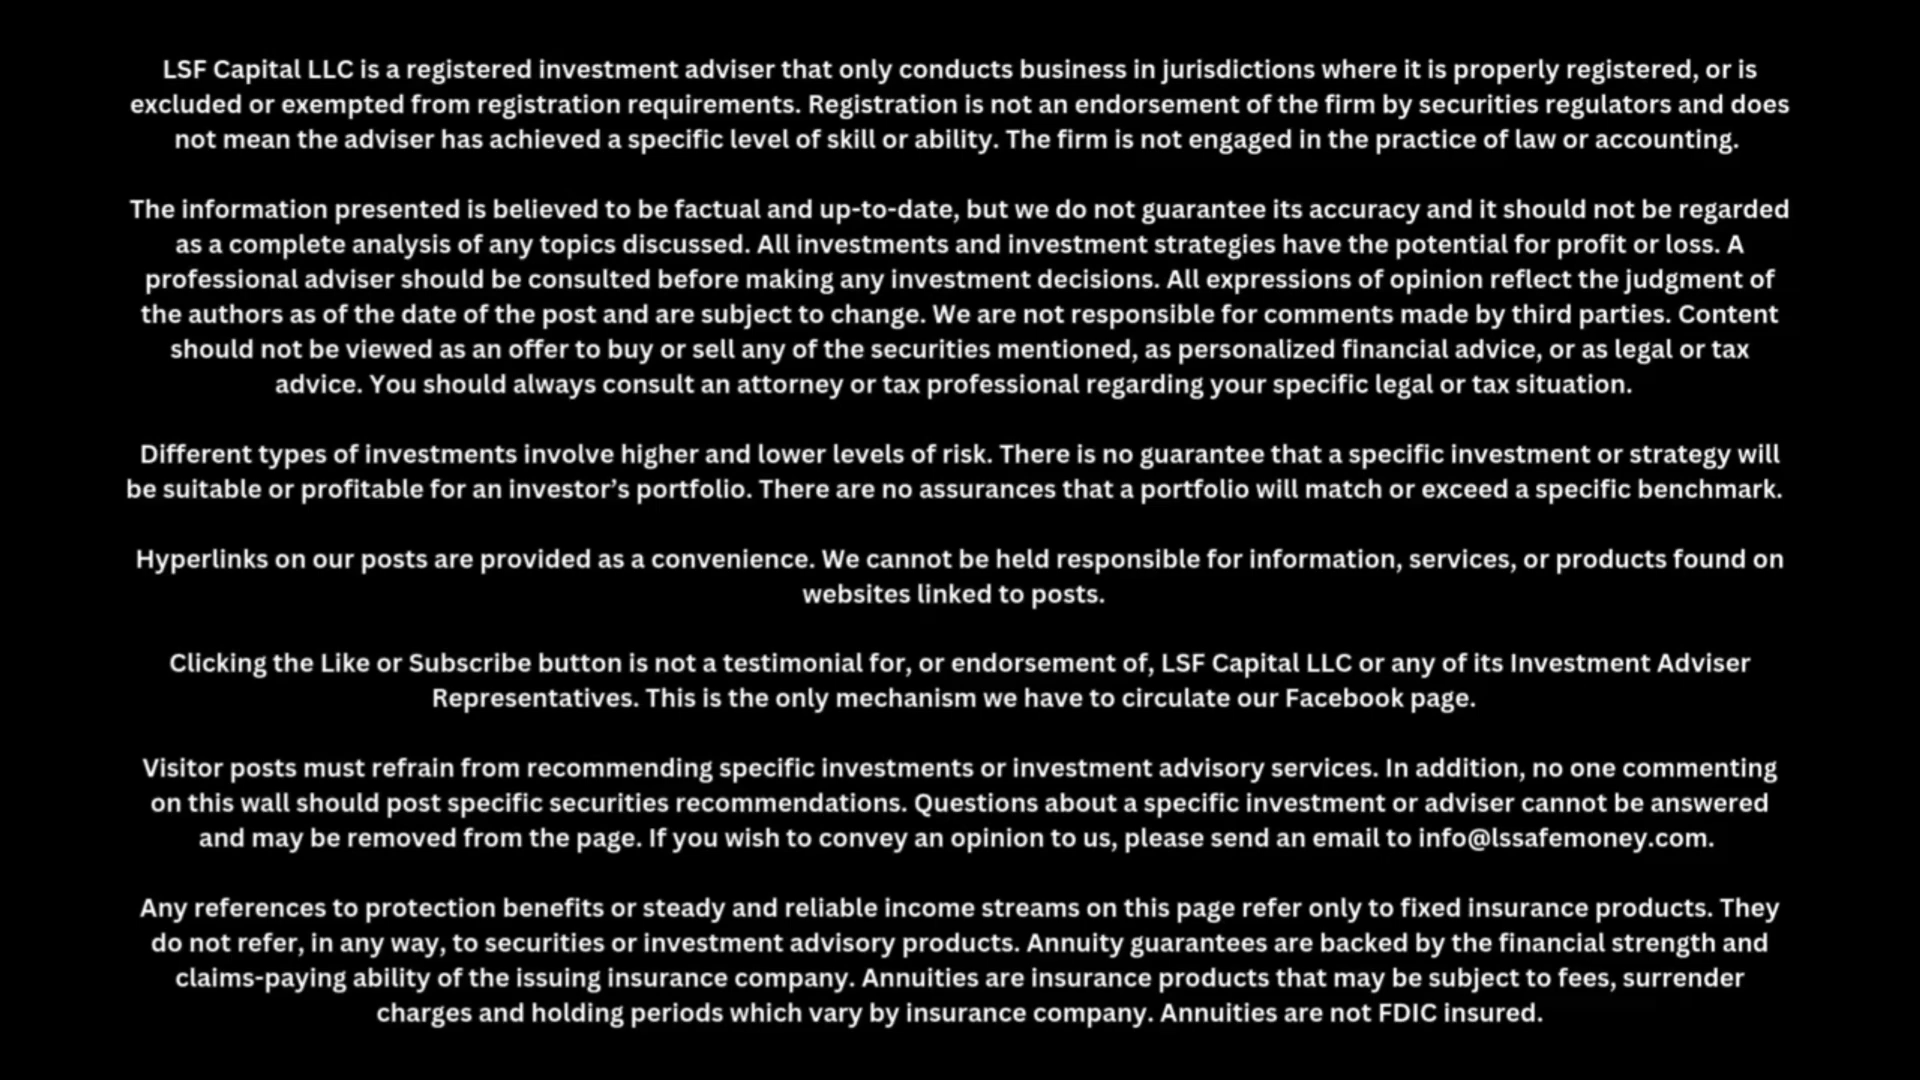 LSF Capital LLC is a registered investment adviser that only conducts business in jurisdictions where it is properly registered, or is
excluded or exempted from registration requirements. Registration is not an endorsement of the firm by securities regulators and does
not mean the adviser has achieved a specific level of skill or ability. The firm is not engaged in the practice of law or accounting.
The information presented is believed to be factual and up-to-date, but we do not guarantee its accuracy and it should not be regarded
as a complete analysis of any topics discussed. All investments and investment strategies have the potential for profit or loss. A
professional adviser should be consulted before making any investment decisions. All expressions of opinion reflect the judgment of
the authors as of the date of the post and are subject to change. We are not responsible for comments made by third parties. Content
should not be viewed as an offer to buy or sell any of the securities mentioned, as personalized financial advice, or as legal or tax
advice. You should always consult an attorney or tax professional regarding your specific legal or tax situation.
Different types of investments involve higher and lower levels of risk. There is no guarantee that a specific investment or strategy will
be suitable or profitable for an investor’s portfolio. There are no assurances that a portfolio will match or exceed a specific benchmark.
Hyperlinks on our posts are provided as a convenience. We cannot be held responsible for information, services, or products found on
websites linked to posts.
Clicking the Like or Subscribe button is not a testimonial for, or endorsement of, LSF Capital LLC or any of its Investment Adviser
Representatives. This is the only mechanism we have to circulate our Facebook page.
Visitor posts must refrain from recommending specific investments or investment advisory services. In addition, no one commenting
on this wall should post specific securities recommendations. Questions about a specific investment or adviser cannot be answered
and may be removed from the page. If you wish to convey an opinion to us, please send an email to info@lssafemoney.com.
Any references to protection benefits or steady and reliable income streams on this page refer only to fixed insurance products. They
do not refer, in any way, to securities or investment advisory products. Annuity guarantees are backed by the financial strength and
claims-paying ability of the issuing insurance company. Annuities are insurance products that may be subject to fees, surrender
charges and holding periods which vary by insurance company. Annuities are not FDIC insured.